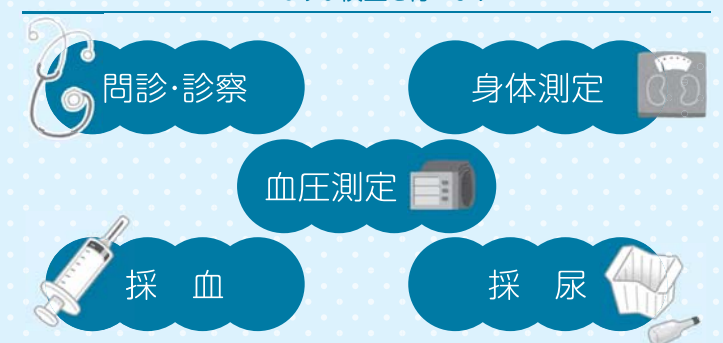 問診・診察
身体測定
血圧測定
採 血
採 尿